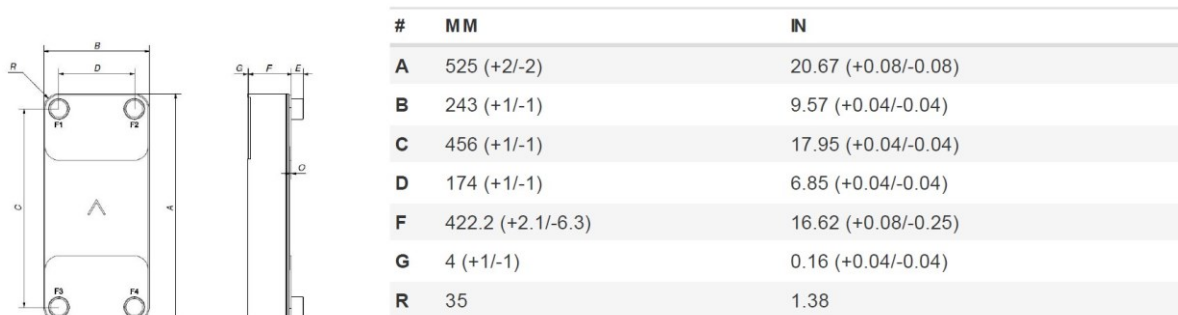 B
R
D
F1
F2
C
A
F3
F4
G
F
E
O
# MM IN
A 525 (+2/-2) 20.67 (+0.08/-0.08)
B 243 (+1/-1) 9.57 (+0.04/-0.04)
C 456 (+1/-1) 17.95 (+0.04/-0.04)
D 174 (+1/-1) 6.85 (+0.04/-0.04)
F 422.2 (+2.1/-6.3) 16.62 (+0.08/-0.25)
G 4 (+1/-1) 0.16 (+0.04/-0.04)
R 35 1.38